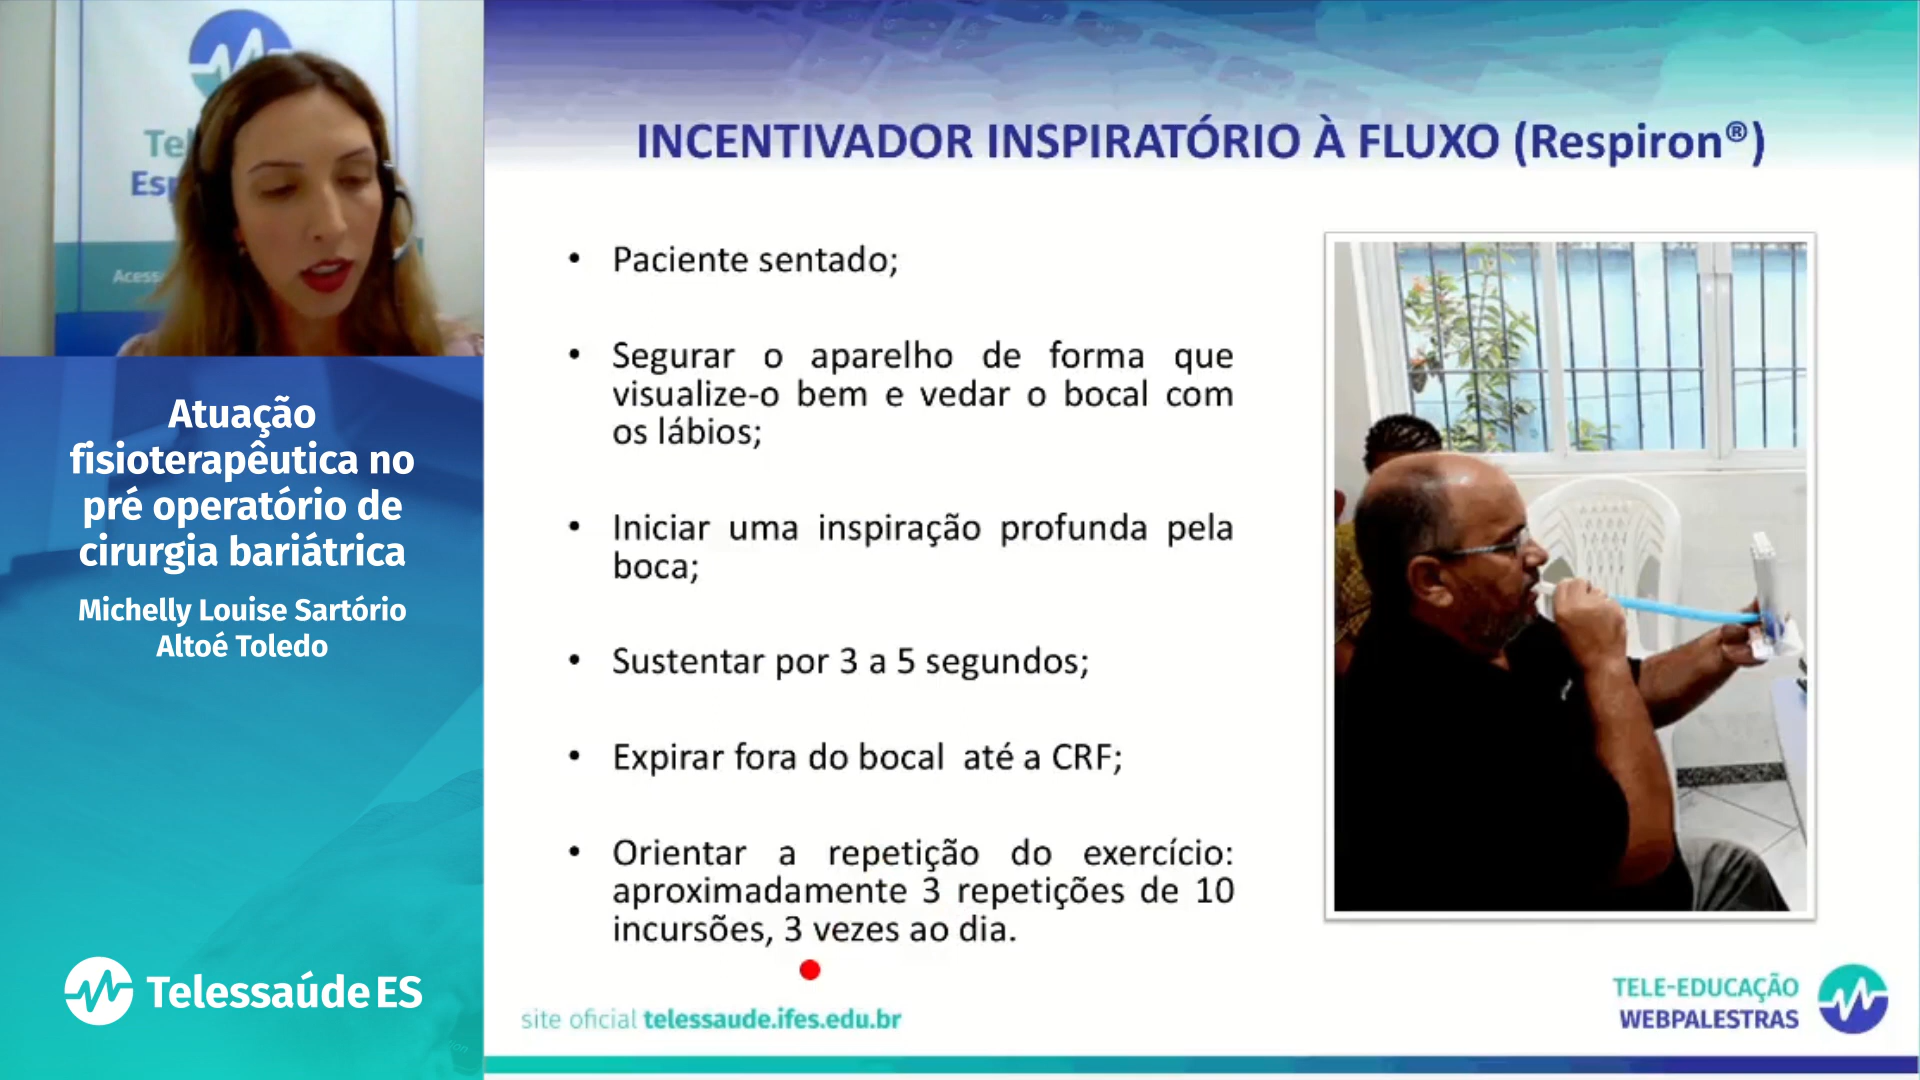 Tel
Esp
Acess
Atuação
fisioterapêutica no
pré operatório de
cirurgia bariátrica
Michelly Louise Sartório
Altoé Toledo
TelessaúdeES
INCENTIVADOR INSPIRATÓRIO À FLUXO (Respiron®)
• Paciente sentado;
• Segurar o aparelho de forma que
visualize-o bem e vedar o bocal com
os lábios;
• Iniciar uma inspiração profunda pela
boca;
• Sustentar por 3 a 5 segundos;
• Expirar fora do bocal até a CRF;
• Orientar a repetição do exercício:
aproximadamente 3 repetições de 10
incursões, 3 vezes ao dia.
site oficial telessaude.ifes.edu.br
TELE-EDUCAÇÃO
WEBPALESTRAS